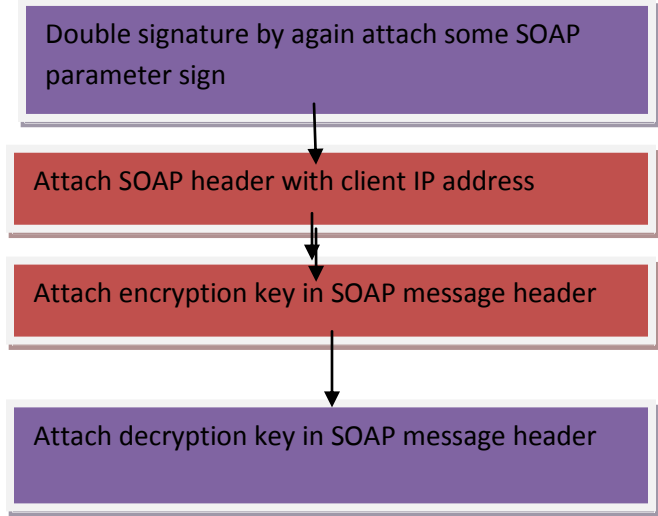 Double signature by again attach some SOAP
parameter sign
Attach SOAP header with client IP address
Attach encryption key in SOAP message header
Attach decryption key in SOAP message header